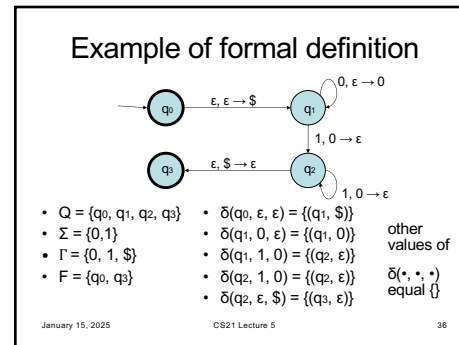 Example of formal definition
0, ε → 0
q₀
ε, ε → $
q₁
1, 0 → ε
q₃
ε, $ → ε
q₂
1, 0 → ε
• Q = {q₀, q₁, q₂, q₃}
• Σ = {0,1}
• Γ = {0, 1, $}
• F = {q₀, q₃}
• δ(q₀, ε, ε) = {(q₁, $)}
• δ(q₁, 0, ε) = {(q₁, 0)}
• δ(q₁, 1, 0) = {(q₂, ε)}
• δ(q₂, 1, 0) = {(q₂, ε)}
• δ(q₂, ε, $) = {(q₃, ε)}
other
values of
δ(•, •, •)
equal {}
January 15, 2025
CS21 Lecture 5
36